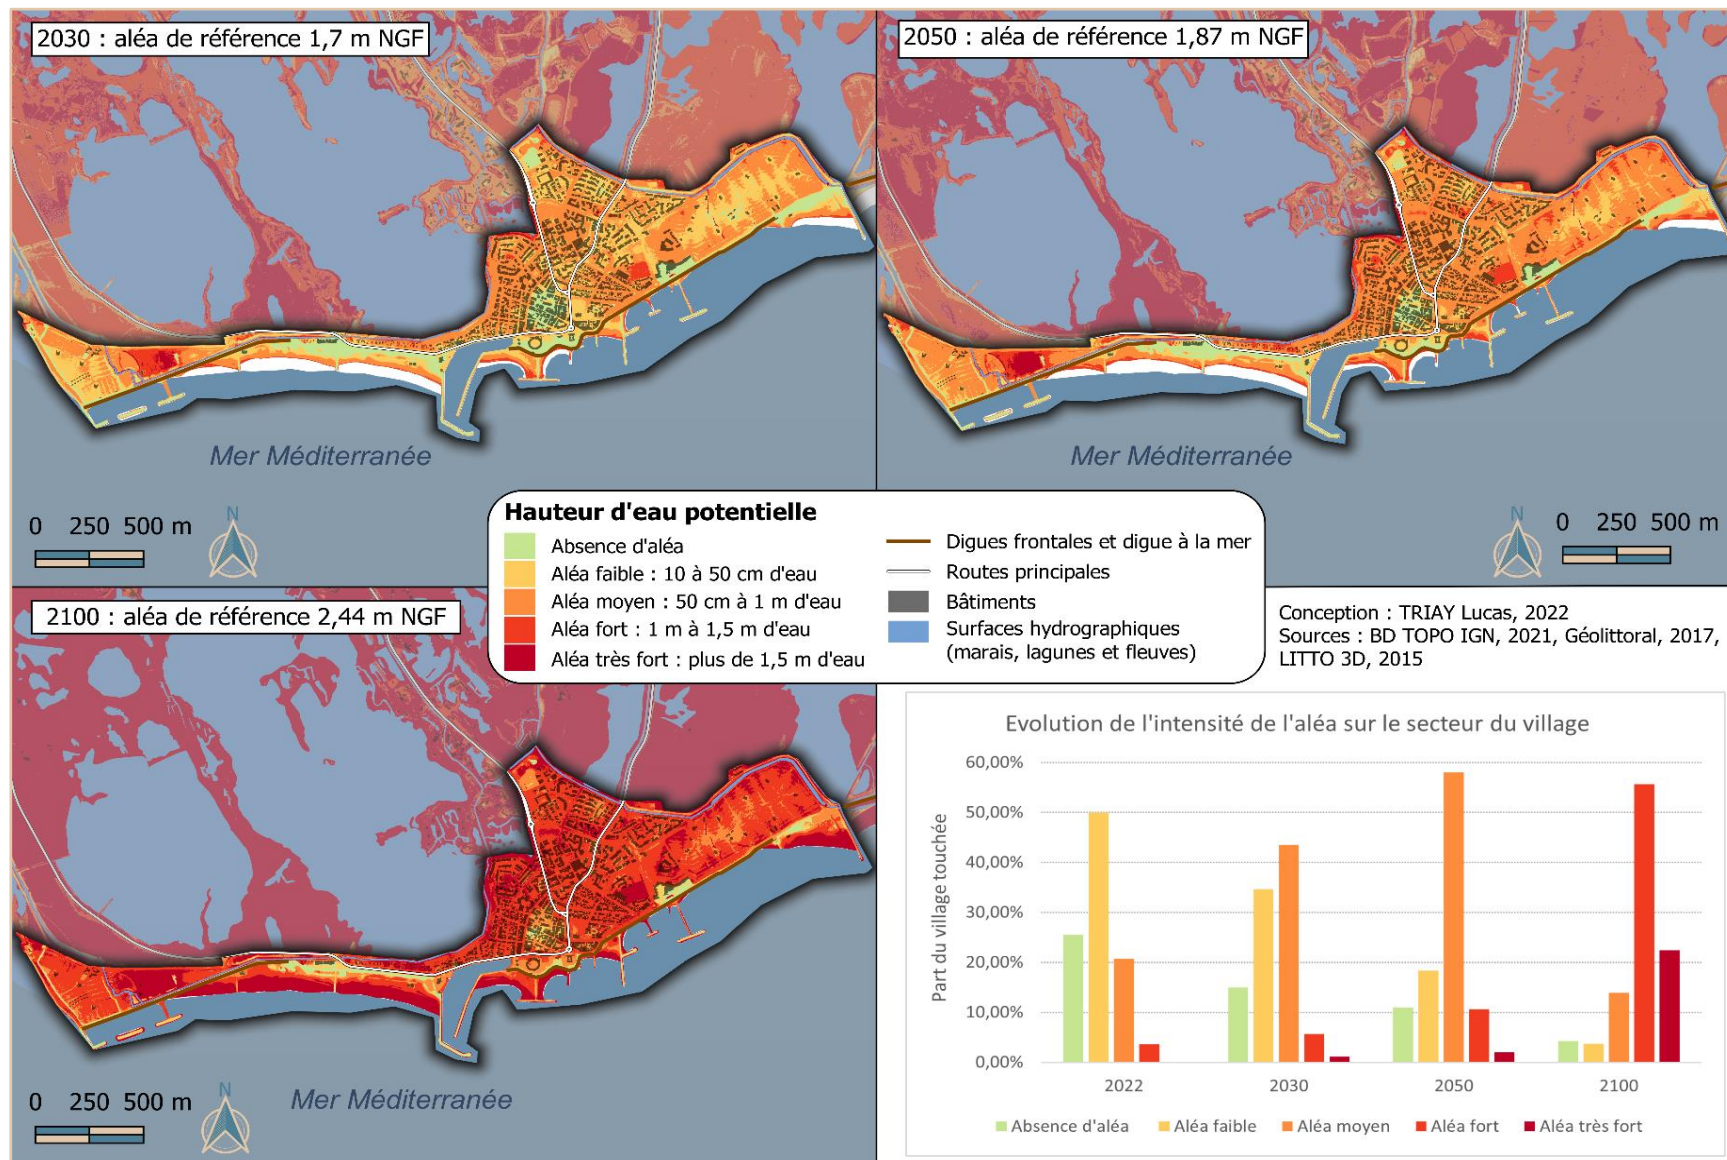 2030 : aléa de référence 1,7 m NGF
2050 : aléa de référence 1,87 m NGF
Mer Méditerranée
Mer Méditerranée
0 250 500 m
N
N
0 250 500 m
Hauteur d'eau potentielle
Absence d'aléa
Aléa faible : 10 à 50 cm d'eau
Aléa moyen : 50 cm à 1 m d'eau
Aléa fort : 1 m à 1,5 m d'eau
Aléa très fort : plus de 1,5 m d'eau
Digues frontales et digue à la mer
Routes principales
Bâtiments
Surfaces hydrographiques
(marais, lagunes et fleuves)
2100 : aléa de référence 2,44 m NGF
Conception : TRIAY Lucas, 2022
Sources : BD TOPO IGN, 2021, Géolittoral, 2017,
LITTO 3D, 2015
Mer Méditerranée
0 250 500 m
N
Evolution de l'intensité de l'aléa sur le secteur du village
Part du village touchée
60,00%
50,00%
40,00%
30,00%
20,00%
10,00%
0,00%
2022 2030 2050 2100
Absence d'aléa Aléa faible Aléa moyen Aléa fort Aléa très fort